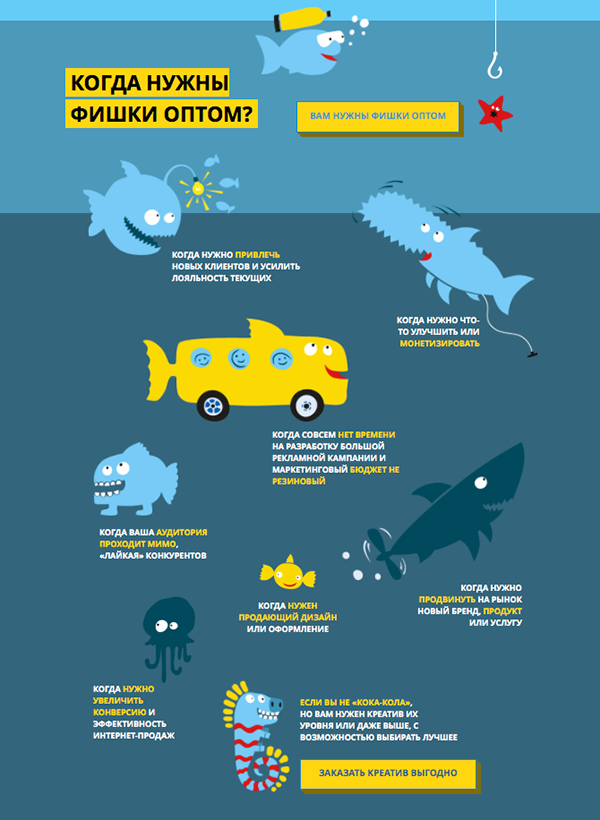 КОГДА НУЖНЫ
ФИШКИ ОПТОМ?
ВАМ НУЖНЫ ФИШКИ ОПТОМ
КОГДА НУЖНО ПРИВЛЕЧЬ
НОВЫХ КЛИЕНТОВ И УСИЛИТЬ
ЛОЯЛЬНОСТЬ ТЕКУЩИХ
КОГДА НУЖНО ЧТО-
ТО УЛУЧШИТЬ ИЛИ
МОНЕТИЗИРОВАТЬ
КОГДА СОВСЕМ НЕТ ВРЕМЕНИ
НА РАЗРАБОТКУ БОЛЬШОЙ
РЕКЛАМНОЙ КАМПАНИИ И
МАРКЕТИНГОВЫЙ БЮДЖЕТ НЕ
РЕЗИНОВЫЙ
КОГДА ВАША АУДИТОРИЯ
ПРОХОДИТ МИМО,
«ЛАЙКАЯ» КОНКУРЕНТОВ
КОГДА НУЖЕН
ПРОДАЮЩИЙ ДИЗАЙН
ИЛИ ОФОРМЛЕНИЕ
КОГДА НУЖНО
ПРОДВИНУТЬ НА РЫНОК
НОВЫЙ БРЕНД, ПРОДУКТ
ИЛИ УСЛУГУ
КОГДА НУЖНО
УВЕЛИЧИТЬ
КОНВЕРСИЮ И
ЭФФЕКТИВНОСТЬ
ИНТЕРНЕТ-ПРОДАЖ
ЕСЛИ ВЫ НЕ «КОКА-КОЛА»,
НО ВАМ НУЖЕН КРЕАТИВ ИХ
УРОВНЯ ИЛИ ДАЖЕ ВЫШЕ, С
ВОЗМОЖНОСТЬЮ ВЫБИРАТЬ ЛУЧШЕЕ
ЗАКАЗАТЬ КРЕАТИВ ВЫГОДНО